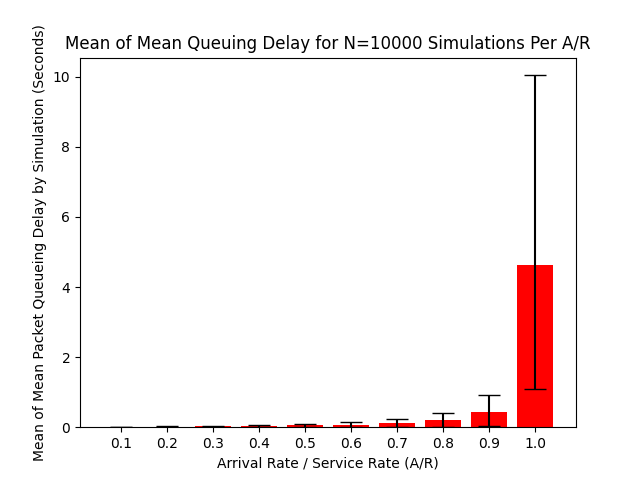 Mean of Mean Queuing Delay for N=10000 Simulations Per A/R
Mean of Mean Packet Queueing Delay by Simulation (Seconds)
10
8
6
4
2
0
0.1 0.2 0.3 0.4 0.5 0.6 0.7 0.8 0.9 1.0
Arrival Rate / Service Rate (A/R)